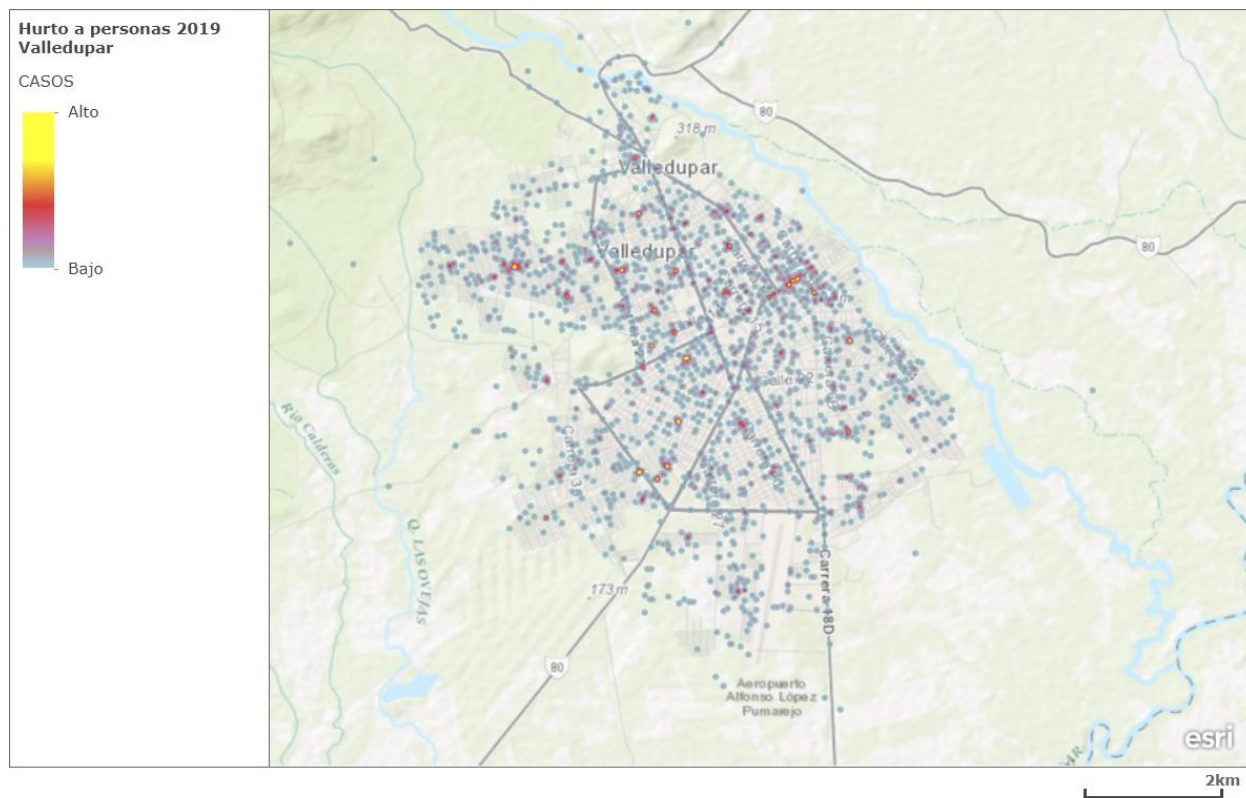 Hurto a personas 2019
Valledupar
CASOS
Alto
Bajo
80
318 m
Valledupar
80
Valledupar
Río Calderas
Q. LAS OVEJAS
173 m
Carrera 18D
80
Aeropuerto
Alfonso López
Pumarejo
esri
2km